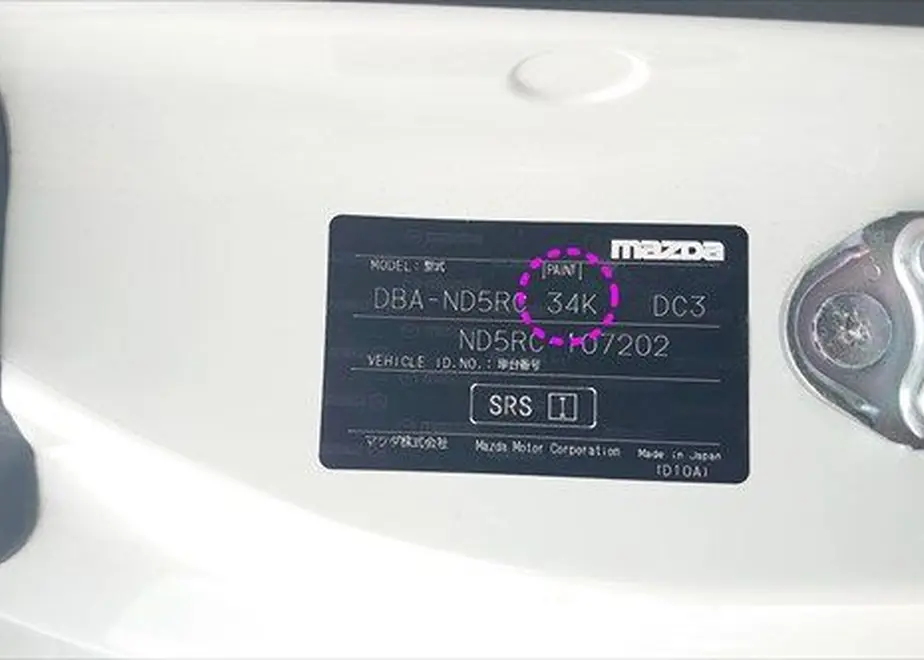 mazda
MODEL : 型式
PAINT
DBA-ND5RC 34K DC3
ND5RC-107202
VEHICLE ID.NO. : 車台番号
SRS I
マツダ株式会社 Mazda Motor Corporation Made in Japan
(D10A)